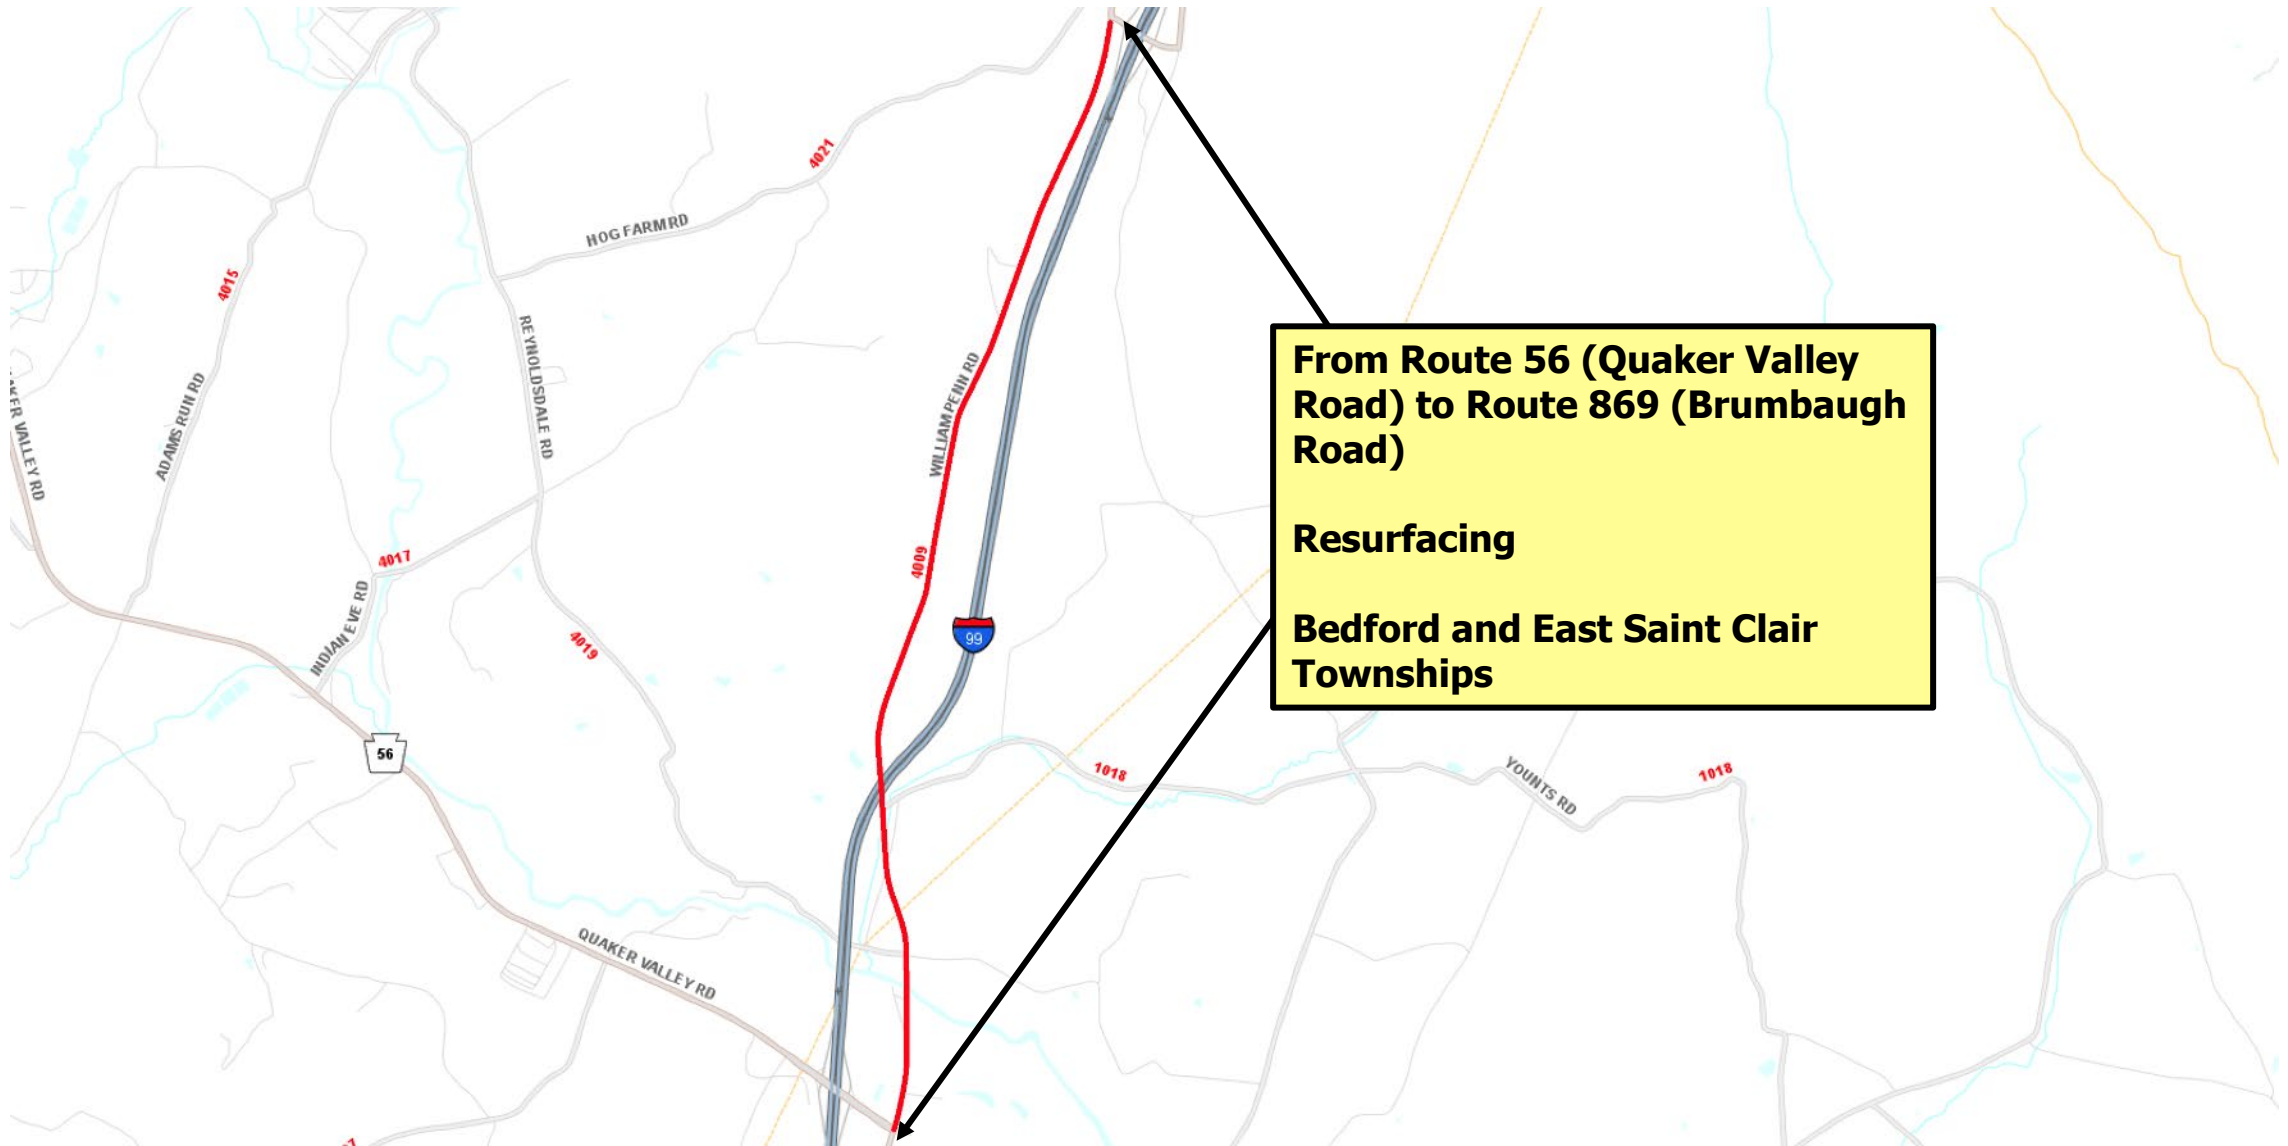 4021
HOG FARM RD
4015
REYNOLDSDALE RD
From Route 56 (Quaker Valley
Road) to Route 869 (Brumbaugh
Road)
Resurfacing
Bedford and East Saint Clair
Townships
WILLIAM PENN RD
ADAMS RUN RD
VALLEY RD
4017
4009
INDIAN EVE RD
4019
99
56
1018
YOUNTS RD
1018
QUAKER VALLEY RD